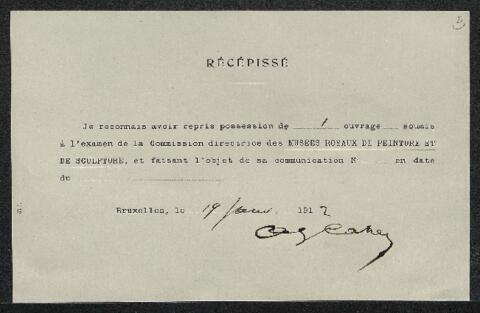 RÉCÉPISSÉ
Je reconnais avoir repris possession de 1 ouvrage soumis
à l'examen de la Commission directrice des MUSÉES ROYAUX DE PEINTURE ET
DE SCULPTURE, et faisant l'objet de sa communication N en date
du
Bruxelles, le 19 1912